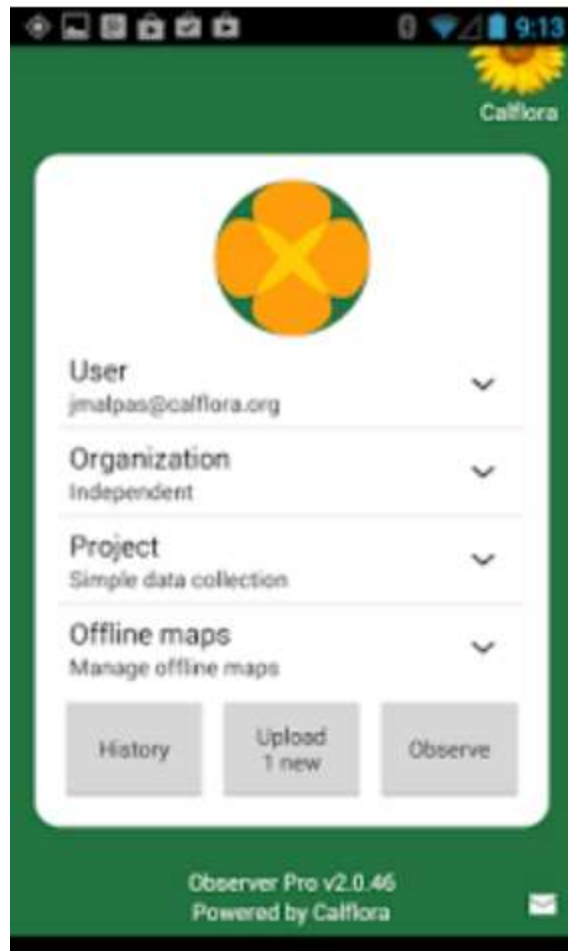 9:13
Calflora
User
jmalpas@calflora.org
Organization
Independent
Project
Simple data collection
Offline maps
Manage offline maps
History
Upload
1 new
Observe
Observer Pro v2.0.46
Powered by Calflora